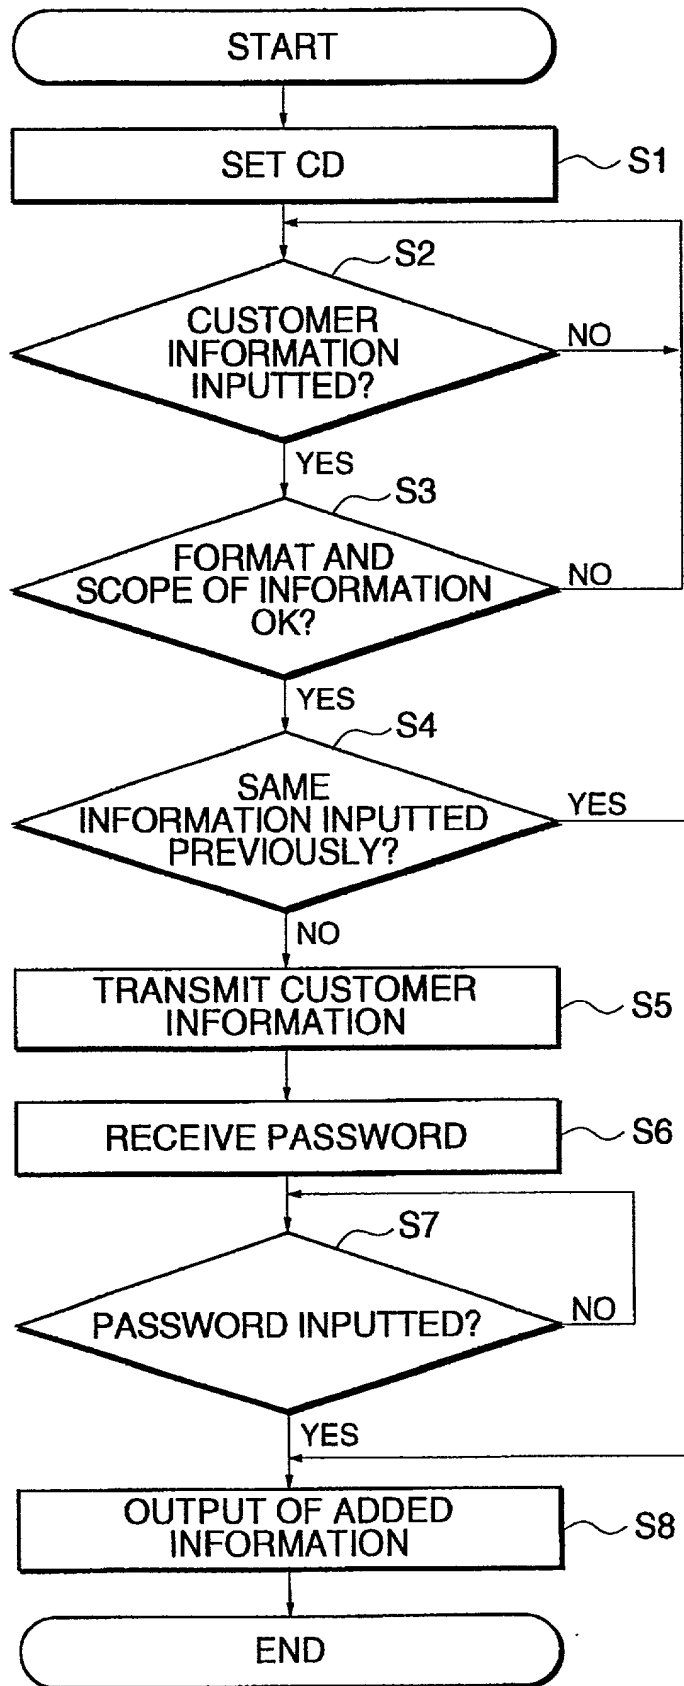 START
SET CD
S1
S2
CUSTOMER
INFORMATION
INPUTTED?
NO
YES
S3
FORMAT AND
SCOPE OF INFORMATION
OK?
NO
YES
S4
SAME
INFORMATION INPUTTED
PREVIOUSLY?
YES
NO
TRANSMIT CUSTOMER
INFORMATION
S5
RECEIVE PASSWORD
S6
S7
PASSWORD INPUTTED?
NO
YES
OUTPUT OF ADDED
INFORMATION
S8
END